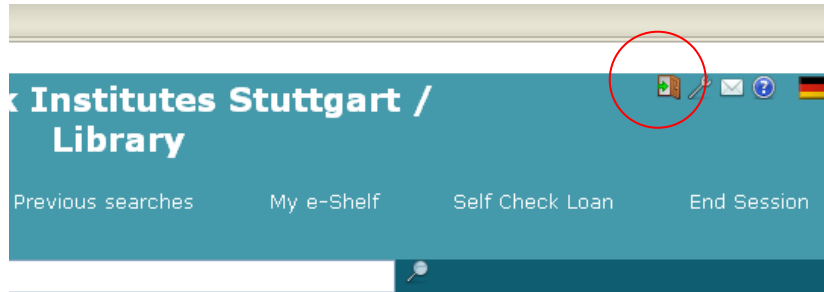 k Institutes Stuttgart /
Library
Previous searches My e-Shelf Self Check Loan End Session